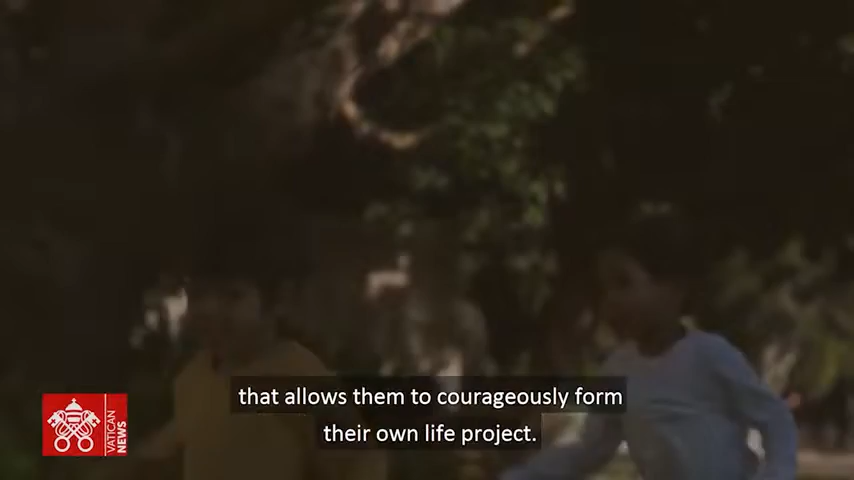 that allows them to courageously form
their own life project.
VATICAN
NEWS